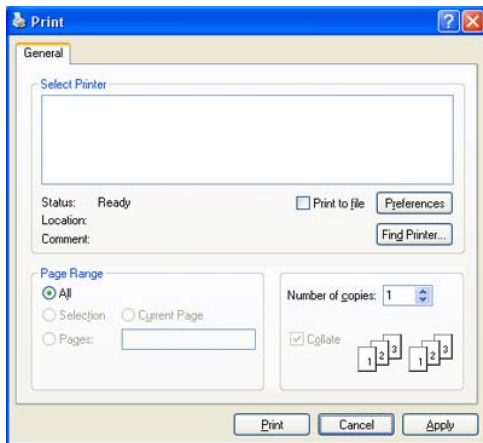 Print
General
Select Printer
Status: Ready
Print to file
Preferences
Location:
Comment:
Find Printer...
Page Range
All
Selection
Current Page
Pages:
Number of copies: 1
Collate
1 2 3 1 2 3
Print Cancel Apply